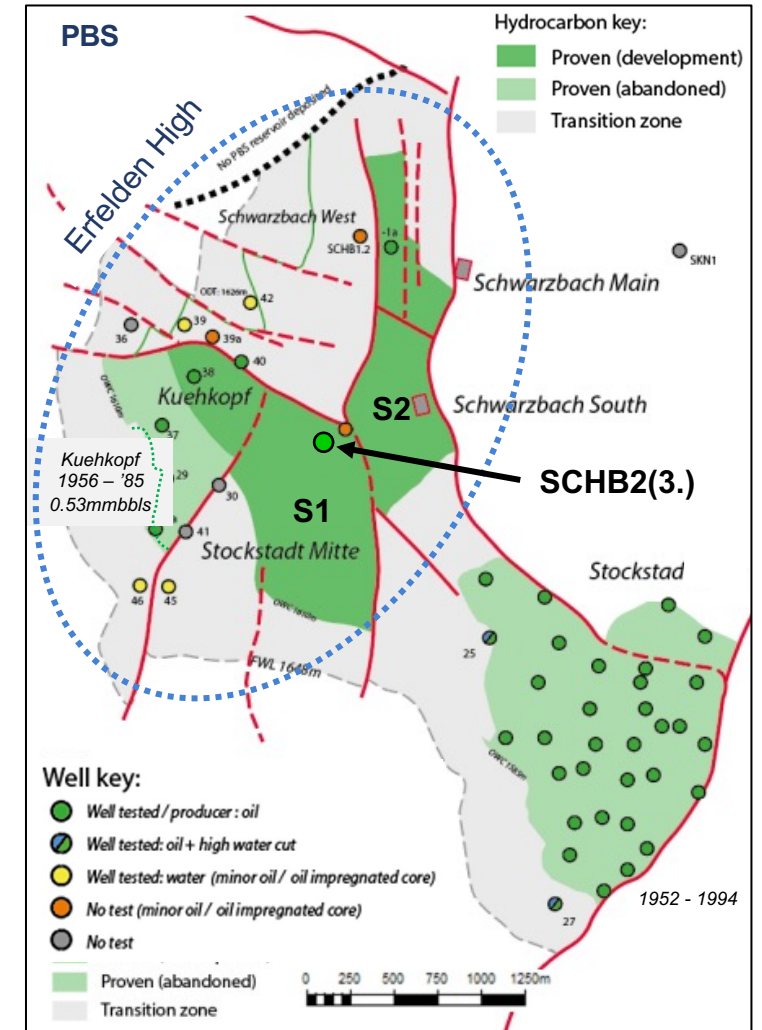 PBS
Hydrocarbon key:
Proven (development)
Proven (abandoned)
Transition zone
No PBS reservoir deposited
Erfelden High
Schwarzbach West
SCHB1.2
-1a
SKN1
Schwarzbach Main
ODT: 1626m
42
39
36
39a
40
38
Kuehkopf
OWC 1610m
S2
Schwarzbach South
37
Kuehkopf
1956 – '85
0.53mmbbls
29
30
SCHB2(3.)
S1
41
Stockstadt Mitte
Stockstad
46
45
25
FWL 1648m
Well key:
Well tested / producer : oil
Well tested: oil + high water cut
Well tested: water (minor oil / oil impregnated core)
No test (minor oil / oil impregnated core)
No test
27
1952 - 1994
Proven (abandoned)
Transition zone
0 250 500 750 1000 1250m